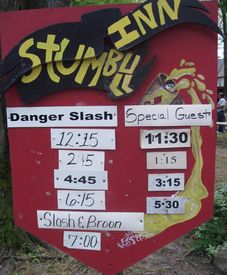 STUMBLE INN
Danger Slash
Special Guest
12:15
11:30
2:15
1:15
4:45
3:15
6:15
5:30
Slash & Broon
7:00